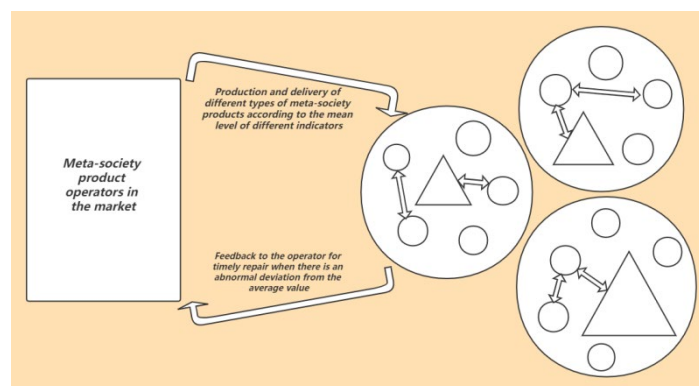 Production and delivery of
different types of meta-society
products according to the mean
level of different indicators
Meta-society
product
operators in
the market
Feedback to the operator for
timely repair when there is an
abnormal deviation from the
average value